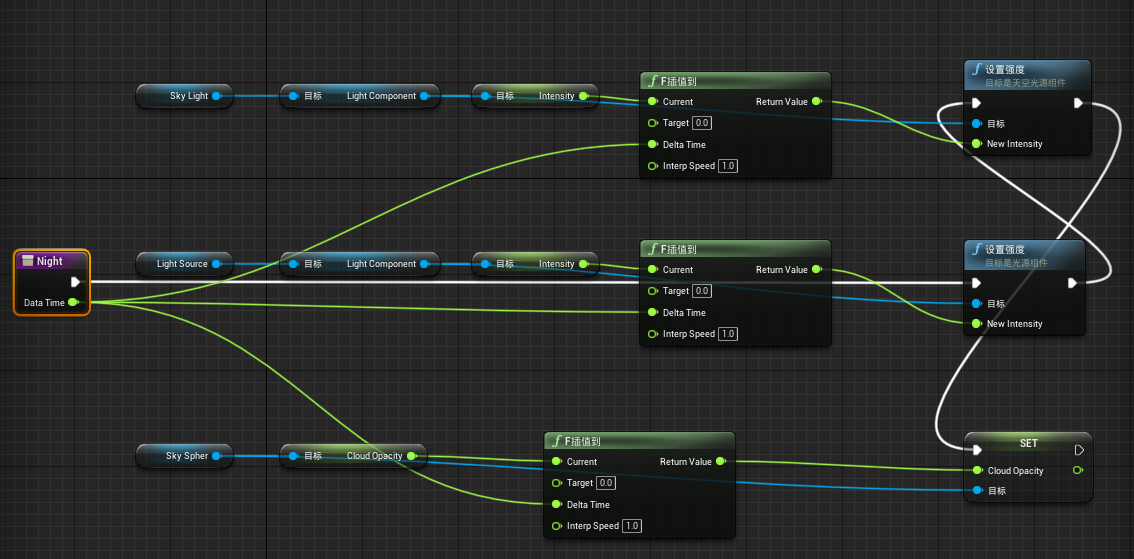 Sky Light
目标 Light Component
目标 Intensity
F插值到
Current Return Value
Target 0.0
Delta Time
Interp Speed 1.0
设置强度
目标是天空光源组件
目标
New Intensity
Night
Data Time
Light Source
目标 Light Component
目标 Intensity
F插值到
Current Return Value
Target 0.0
Delta Time
Interp Speed 1.0
设置强度
目标是光源组件
目标
New Intensity
Sky Spher
目标 Cloud Opacity
F插值到
Current Return Value
Target 0.0
Delta Time
Interp Speed 1.0
SET
Cloud Opacity
目标